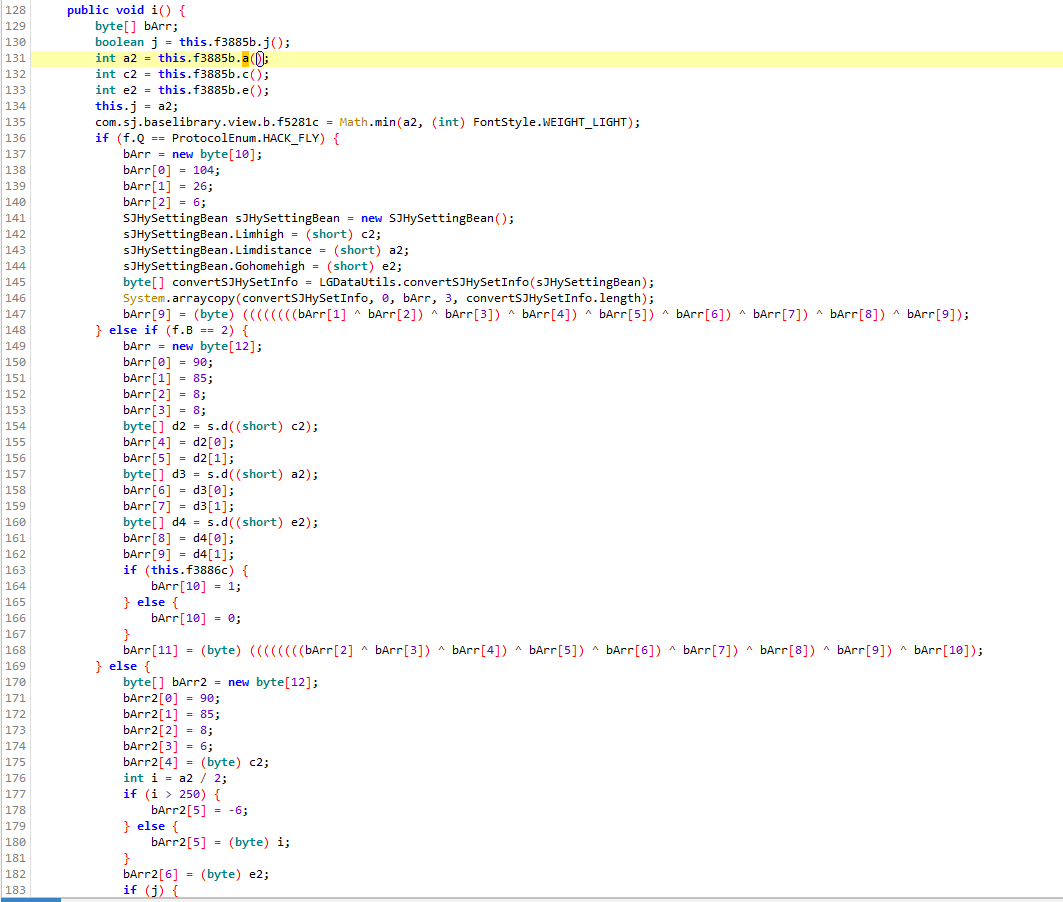 128 public void i() {
129 byte[] bArr;
130 boolean j = this.f3885b.j();
131 int a2 = this.f3885b.a();
132 int c2 = this.f3885b.c();
133 int e2 = this.f3885b.e();
134 this.j = a2;
135 com.sj.baselibrary.view.b.f5281c = Math.min(a2, (int) FontStyle.WEIGHT_LIGHT);
136 if (f.Q == ProtocolEnum.HACK_FLY) {
137 bArr = new byte[10];
138 bArr[0] = 104;
139 bArr[1] = 26;
140 bArr[2] = 6;
141 SJHySettingBean sJHySettingBean = new SJHySettingBean();
142 sJHySettingBean.Limhigh = (short) c2;
143 sJHySettingBean.Limdistance = (short) a2;
144 sJHySettingBean.Gohomehigh = (short) e2;
145 byte[] convertSJHySetInfo = LGDataUtils.convertSJHySetInfo(sJHySettingBean);
146 System.arraycopy(convertSJHySetInfo, 0, bArr, 3, convertSJHySetInfo.length);
147 bArr[9] = (byte) ((((((((bArr[1] ^ bArr[2]) ^ bArr[3]) ^ bArr[4]) ^ bArr[5]) ^ bArr[6]) ^ bArr[7]) ^ bArr[8]) ^ bArr[9]);
148 } else if (f.B == 2) {
149 bArr = new byte[12];
150 bArr[0] = 90;
151 bArr[1] = 85;
152 bArr[2] = 8;
153 bArr[3] = 8;
154 byte[] d2 = s.d((short) c2);
155 bArr[4] = d2[0];
156 bArr[5] = d2[1];
157 byte[] d3 = s.d((short) a2);
158 bArr[6] = d3[0];
159 bArr[7] = d3[1];
160 byte[] d4 = s.d((short) e2);
161 bArr[8] = d4[0];
162 bArr[9] = d4[1];
163 if (this.f3886c) {
164 bArr[10] = 1;
165 } else {
166 bArr[10] = 0;
167 }
168 bArr[11] = (byte) ((((((((bArr[2] ^ bArr[3]) ^ bArr[4]) ^ bArr[5]) ^ bArr[6]) ^ bArr[7]) ^ bArr[8]) ^ bArr[9]) ^ bArr[10]);
169 } else {
170 byte[] bArr2 = new byte[12];
171 bArr2[0] = 90;
172 bArr2[1] = 85;
173 bArr2[2] = 8;
174 bArr2[3] = 6;
175 bArr2[4] = (byte) c2;
176 int i = a2 / 2;
177 if (i > 250) {
178 bArr2[5] = -6;
179 } else {
180 bArr2[5] = (byte) i;
181 }
182 bArr2[6] = (byte) e2;
183 if (j) {